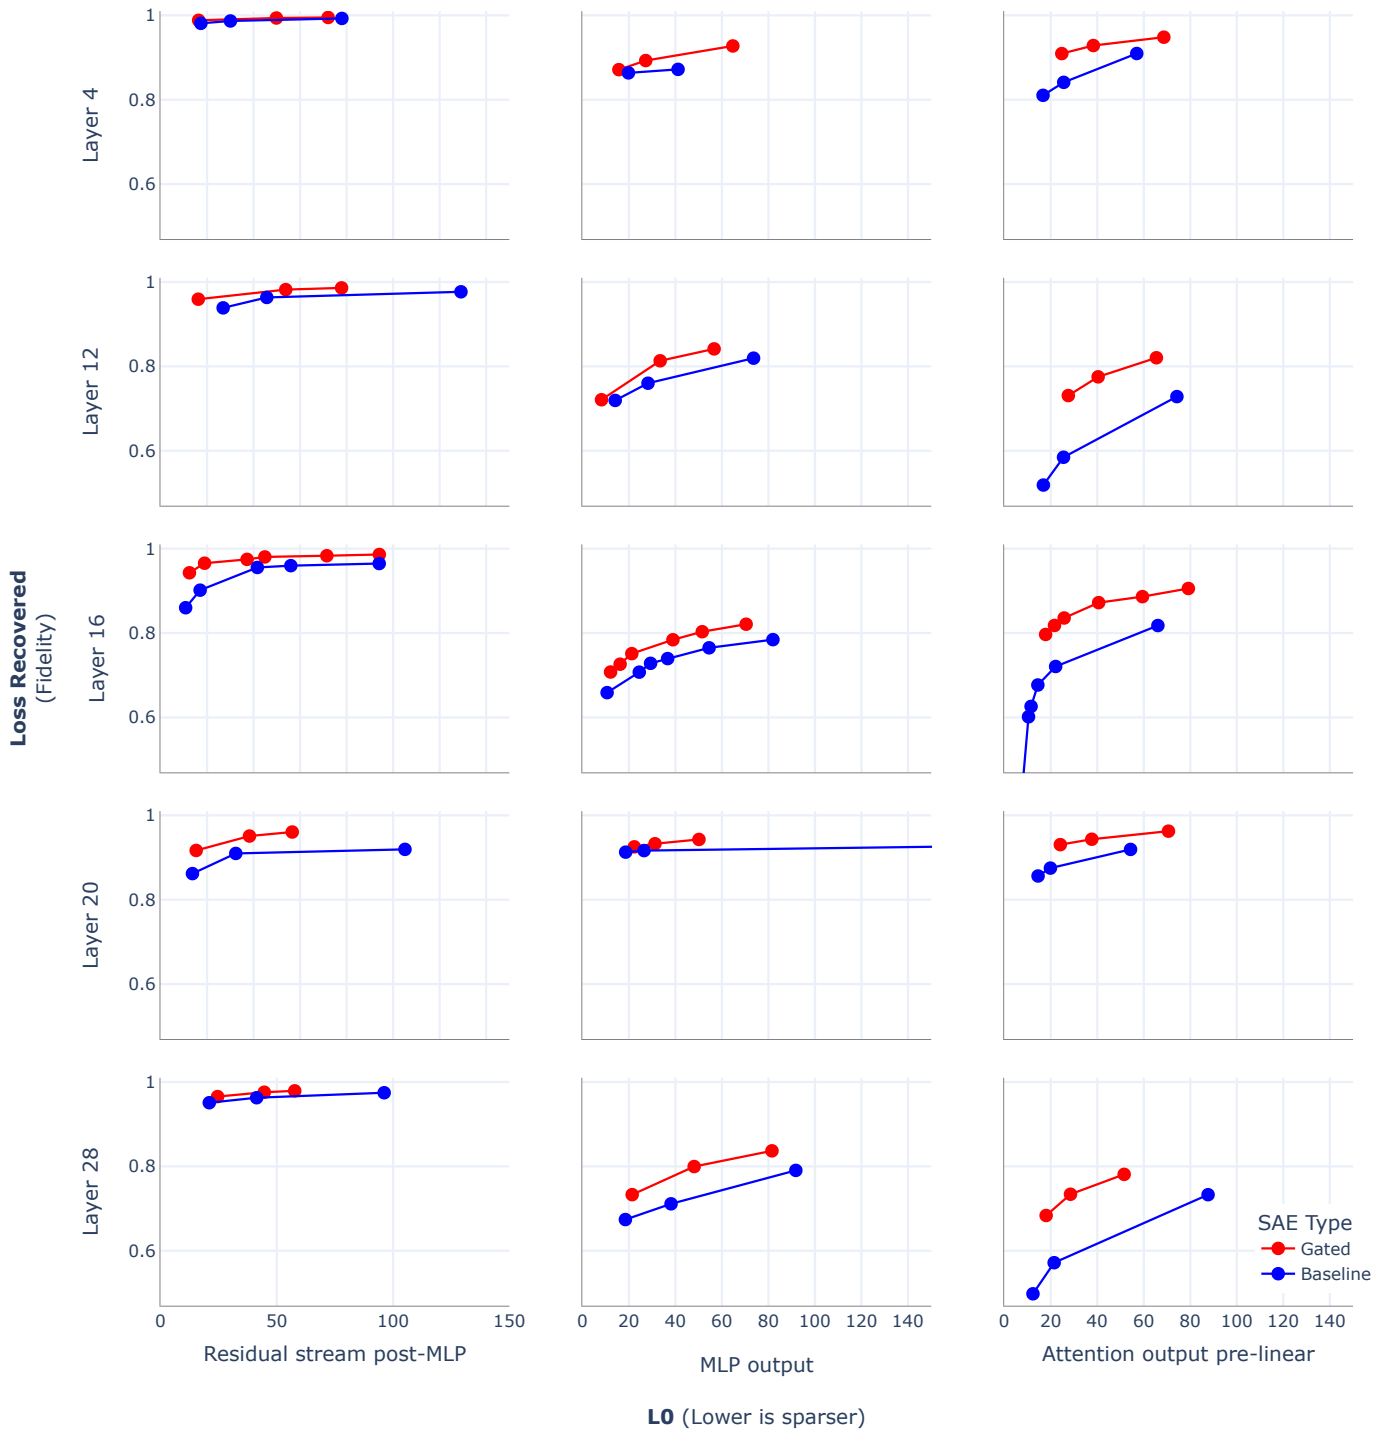 Loss Recovered
(Fidelity)
Layer 4
1
0.8
0.6
Layer 12
1
0.8
0.6
Layer 16
1
0.8
0.6
Layer 20
1
0.8
0.6
Layer 28
1
0.8
0.6
SAE Type
Gated
Baseline
0 50 100 150
0 20 40 60 80 100 120 140
0 20 40 60 80 100 120 140
Residual stream post-MLP
MLP output
Attention output pre-linear
L0 (Lower is sparser)